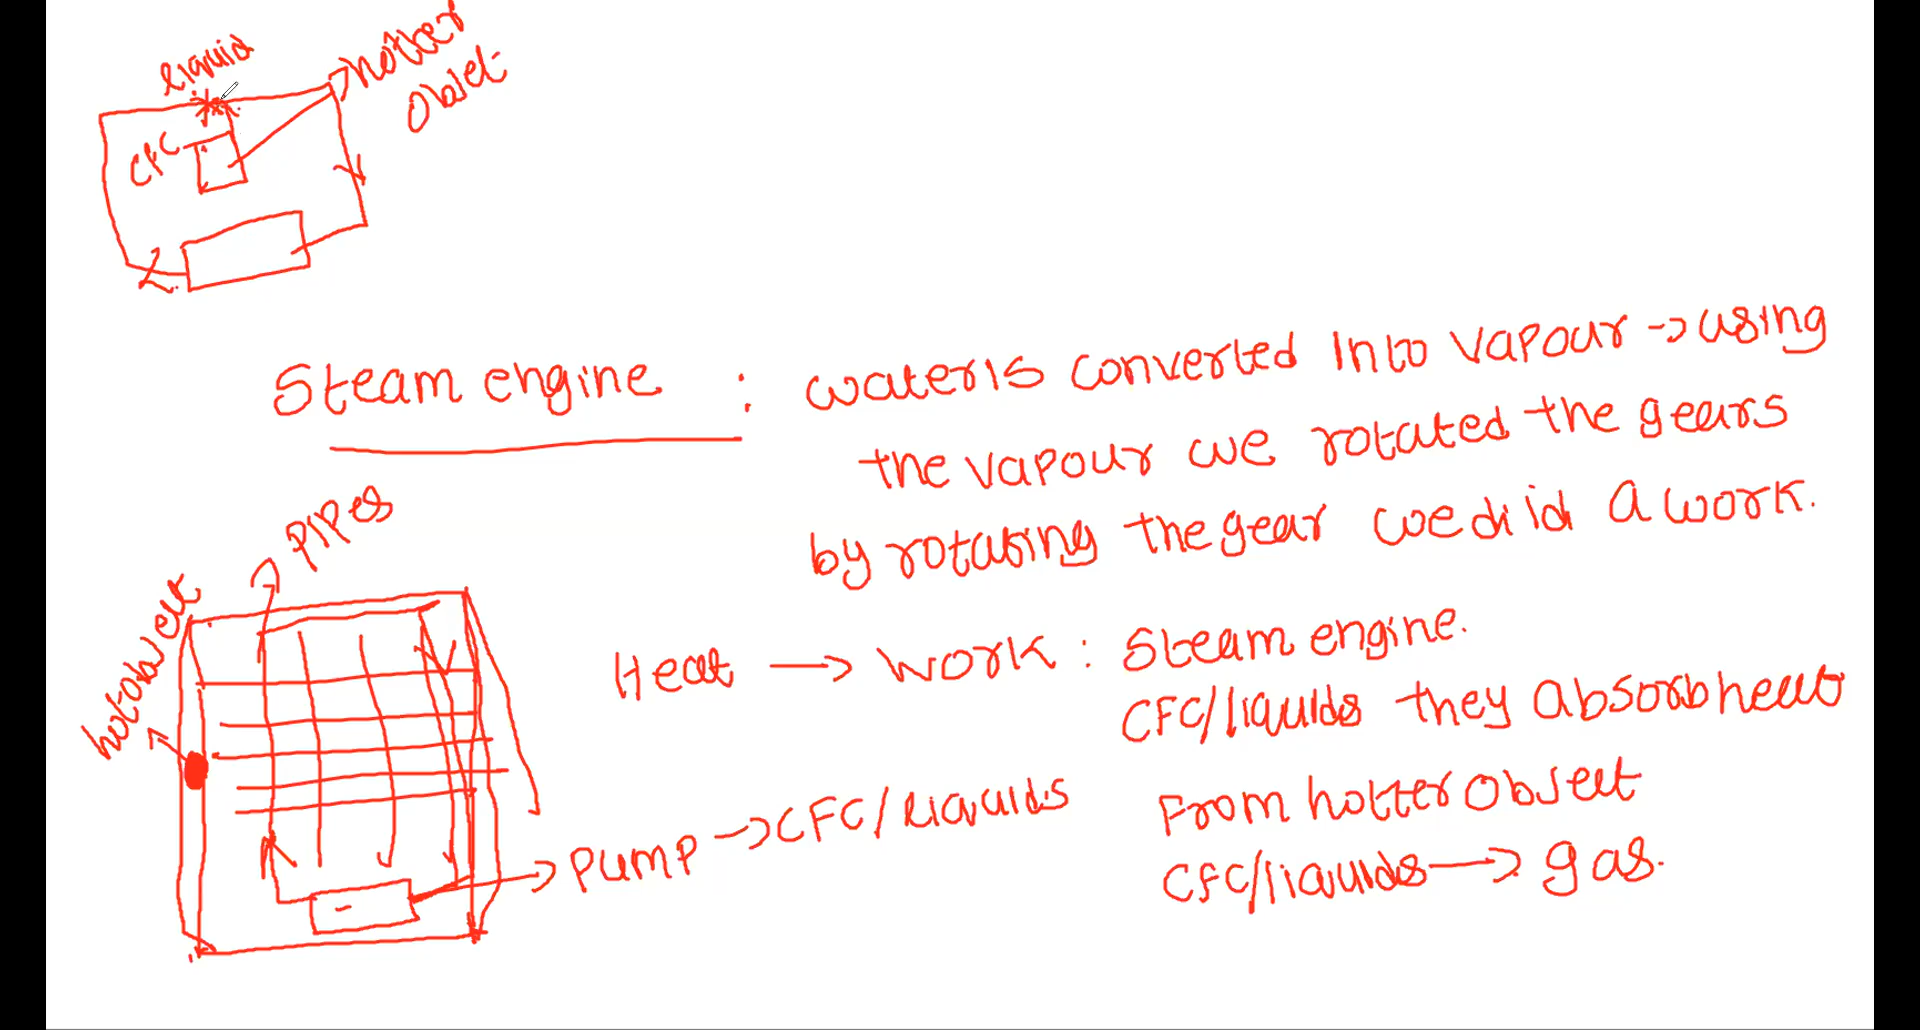 liquid
hotter
Object
CFC
Steam engine : water is converted into vapour → using
the vapour we rotated the gears
by rotating the gear we did a work.
PIPes
hot object
Heat → WORK : Steam engine.
CFC/liquids they Absorb heat
From hotter Object
CFC/liquids → gas.
Pump → CFC/liquids